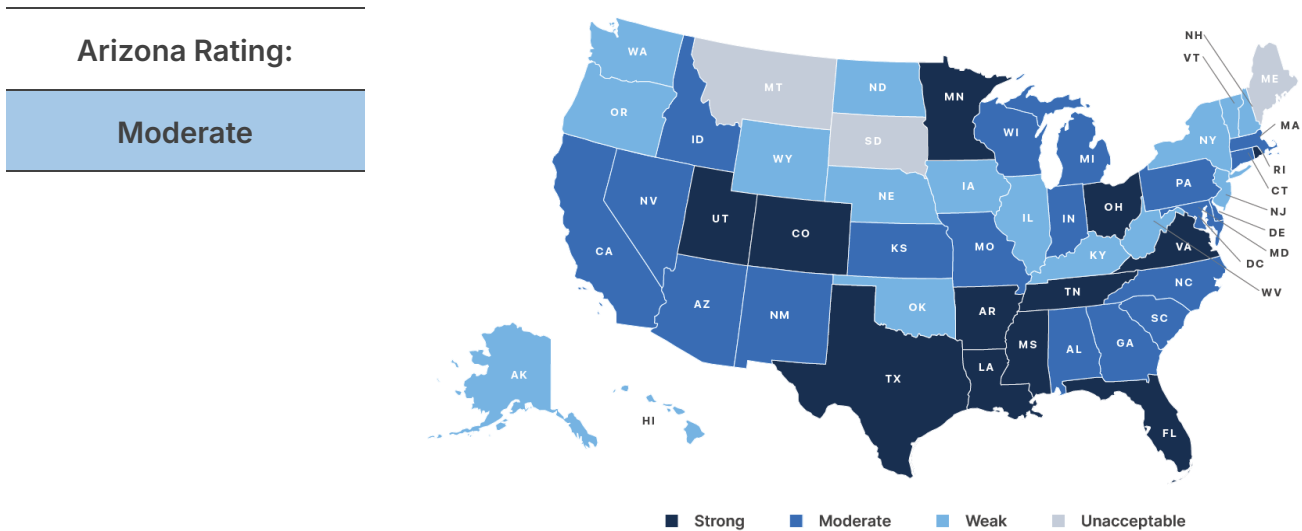 Arizona Rating:
Moderate
NH
VT
WA
MT
ND
MN
ME
OR
ID
WI
MI
MA
SD
NY
WY
IA
PA
RI
NE
CT
NV
UT
CO
IL
IN
OH
NJ
CA
KS
MO
KY
VA
DE
MD
DC
WV
AZ
NM
OK
AR
TN
NC
SC
MS
AL
GA
LA
TX
AK
HI
FL
Strong
Moderate
Weak
Unacceptable